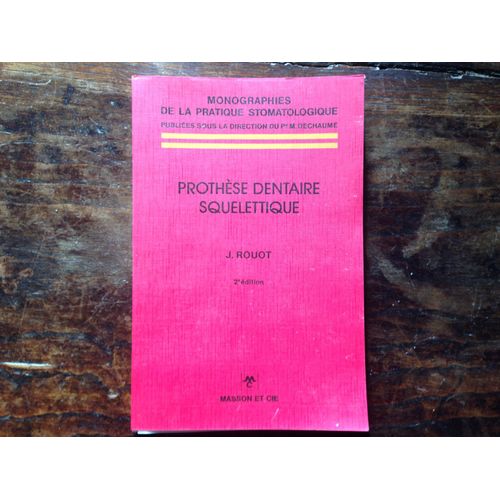 MONOGRAPHIES
DE LA PRATIQUE STOMATOLOGIQUE
PUBLIÉES SOUS LA DIRECTION DU Pr M. DECHAUME
PROTHÈSE DENTAIRE
SQUELETTIQUE
J. ROUOT
2e édition
MC
MASSON ET CIE